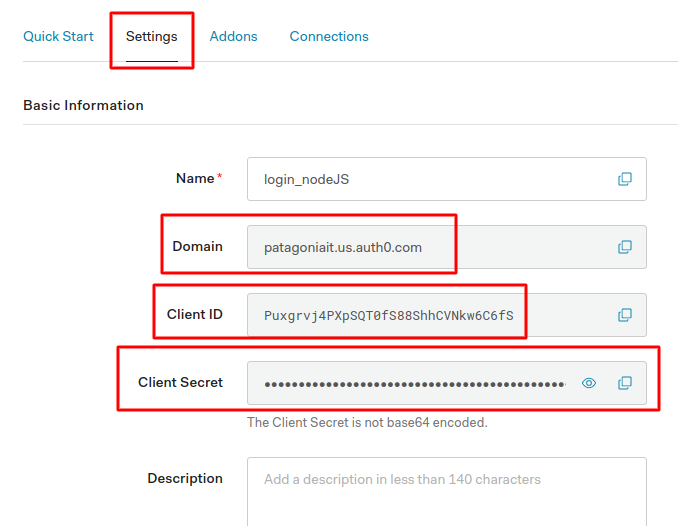 Quick Start Settings Addons Connections
Basic Information
Name* login_nodeJS
Domain patagoniait.us.auth0.com
Client ID Puxgrvj4PXpSQT0fS88ShhCVNkw6C6fS
Client Secret ●●●●●●●●●●●●●●●●●●●●●●●●●●●●●●●●●●●●●●●●●●●●●
The Client Secret is not base64 encoded.
Description Add a description in less than 140 characters